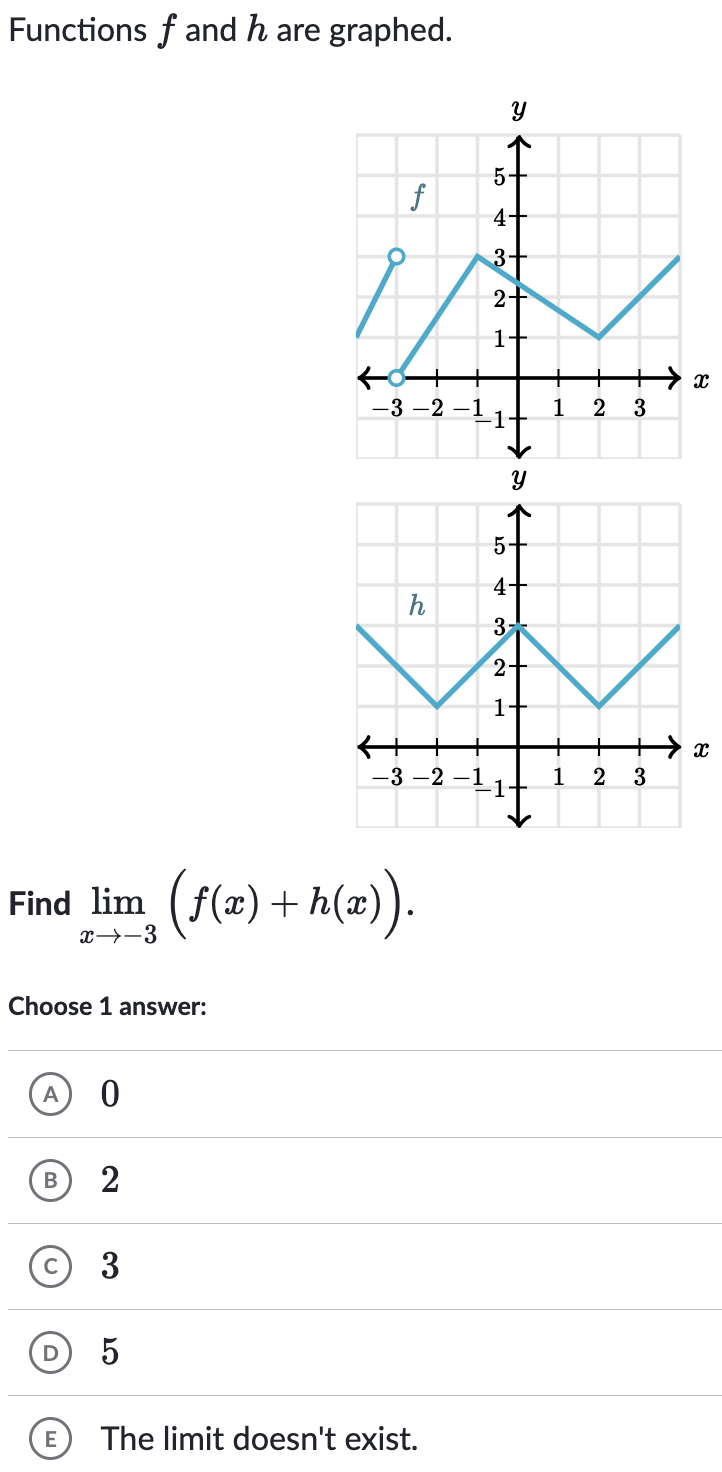 Functions f and h are graphed.
y
5
f
4
3
2
1
x
−3 −2 −1 1 2 3
−1
y
5
4
h
3
2
1
x
−3 −2 −1 1 2 3
−1
Find lim x→−3 (f(x) + h(x)).
Choose 1 answer:
A 0
B 2
C 3
D 5
E The limit doesn't exist.